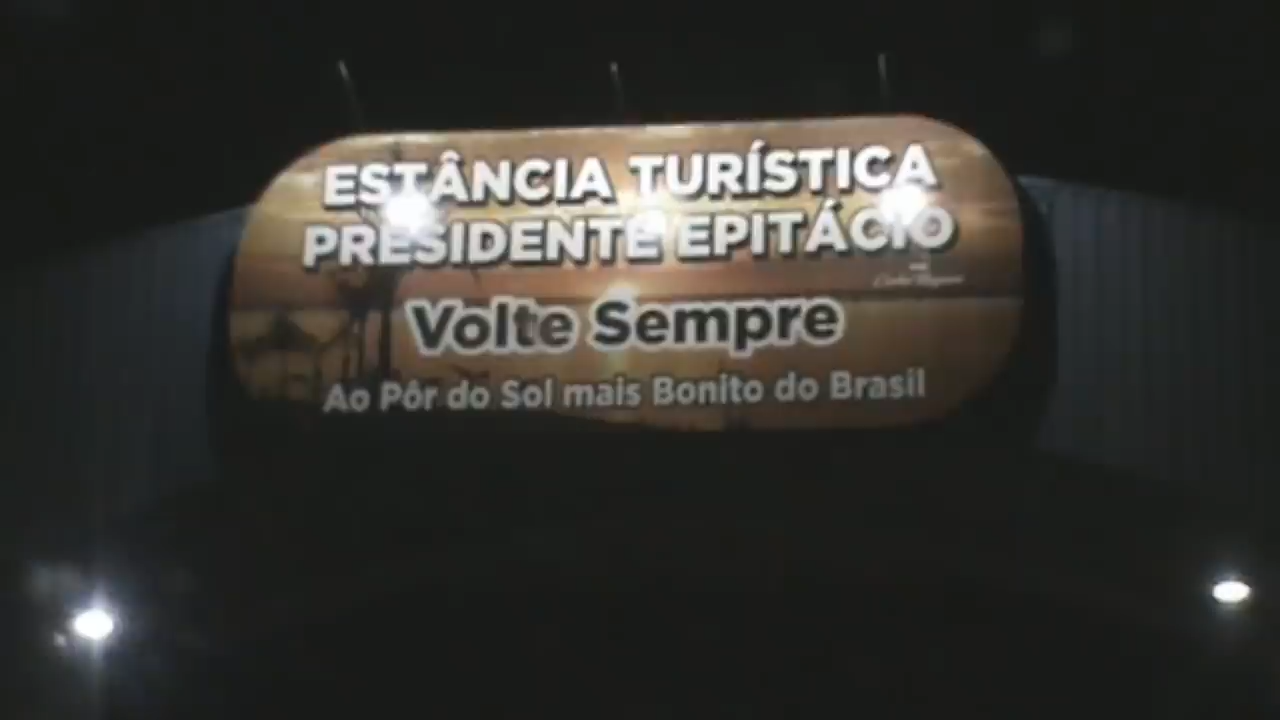 ESTÂNCIA TURÍSTICA
PRESIDENTE EPITÁCIO
Volte Sempre
Ao Pôr do Sol mais Bonito do Brasil